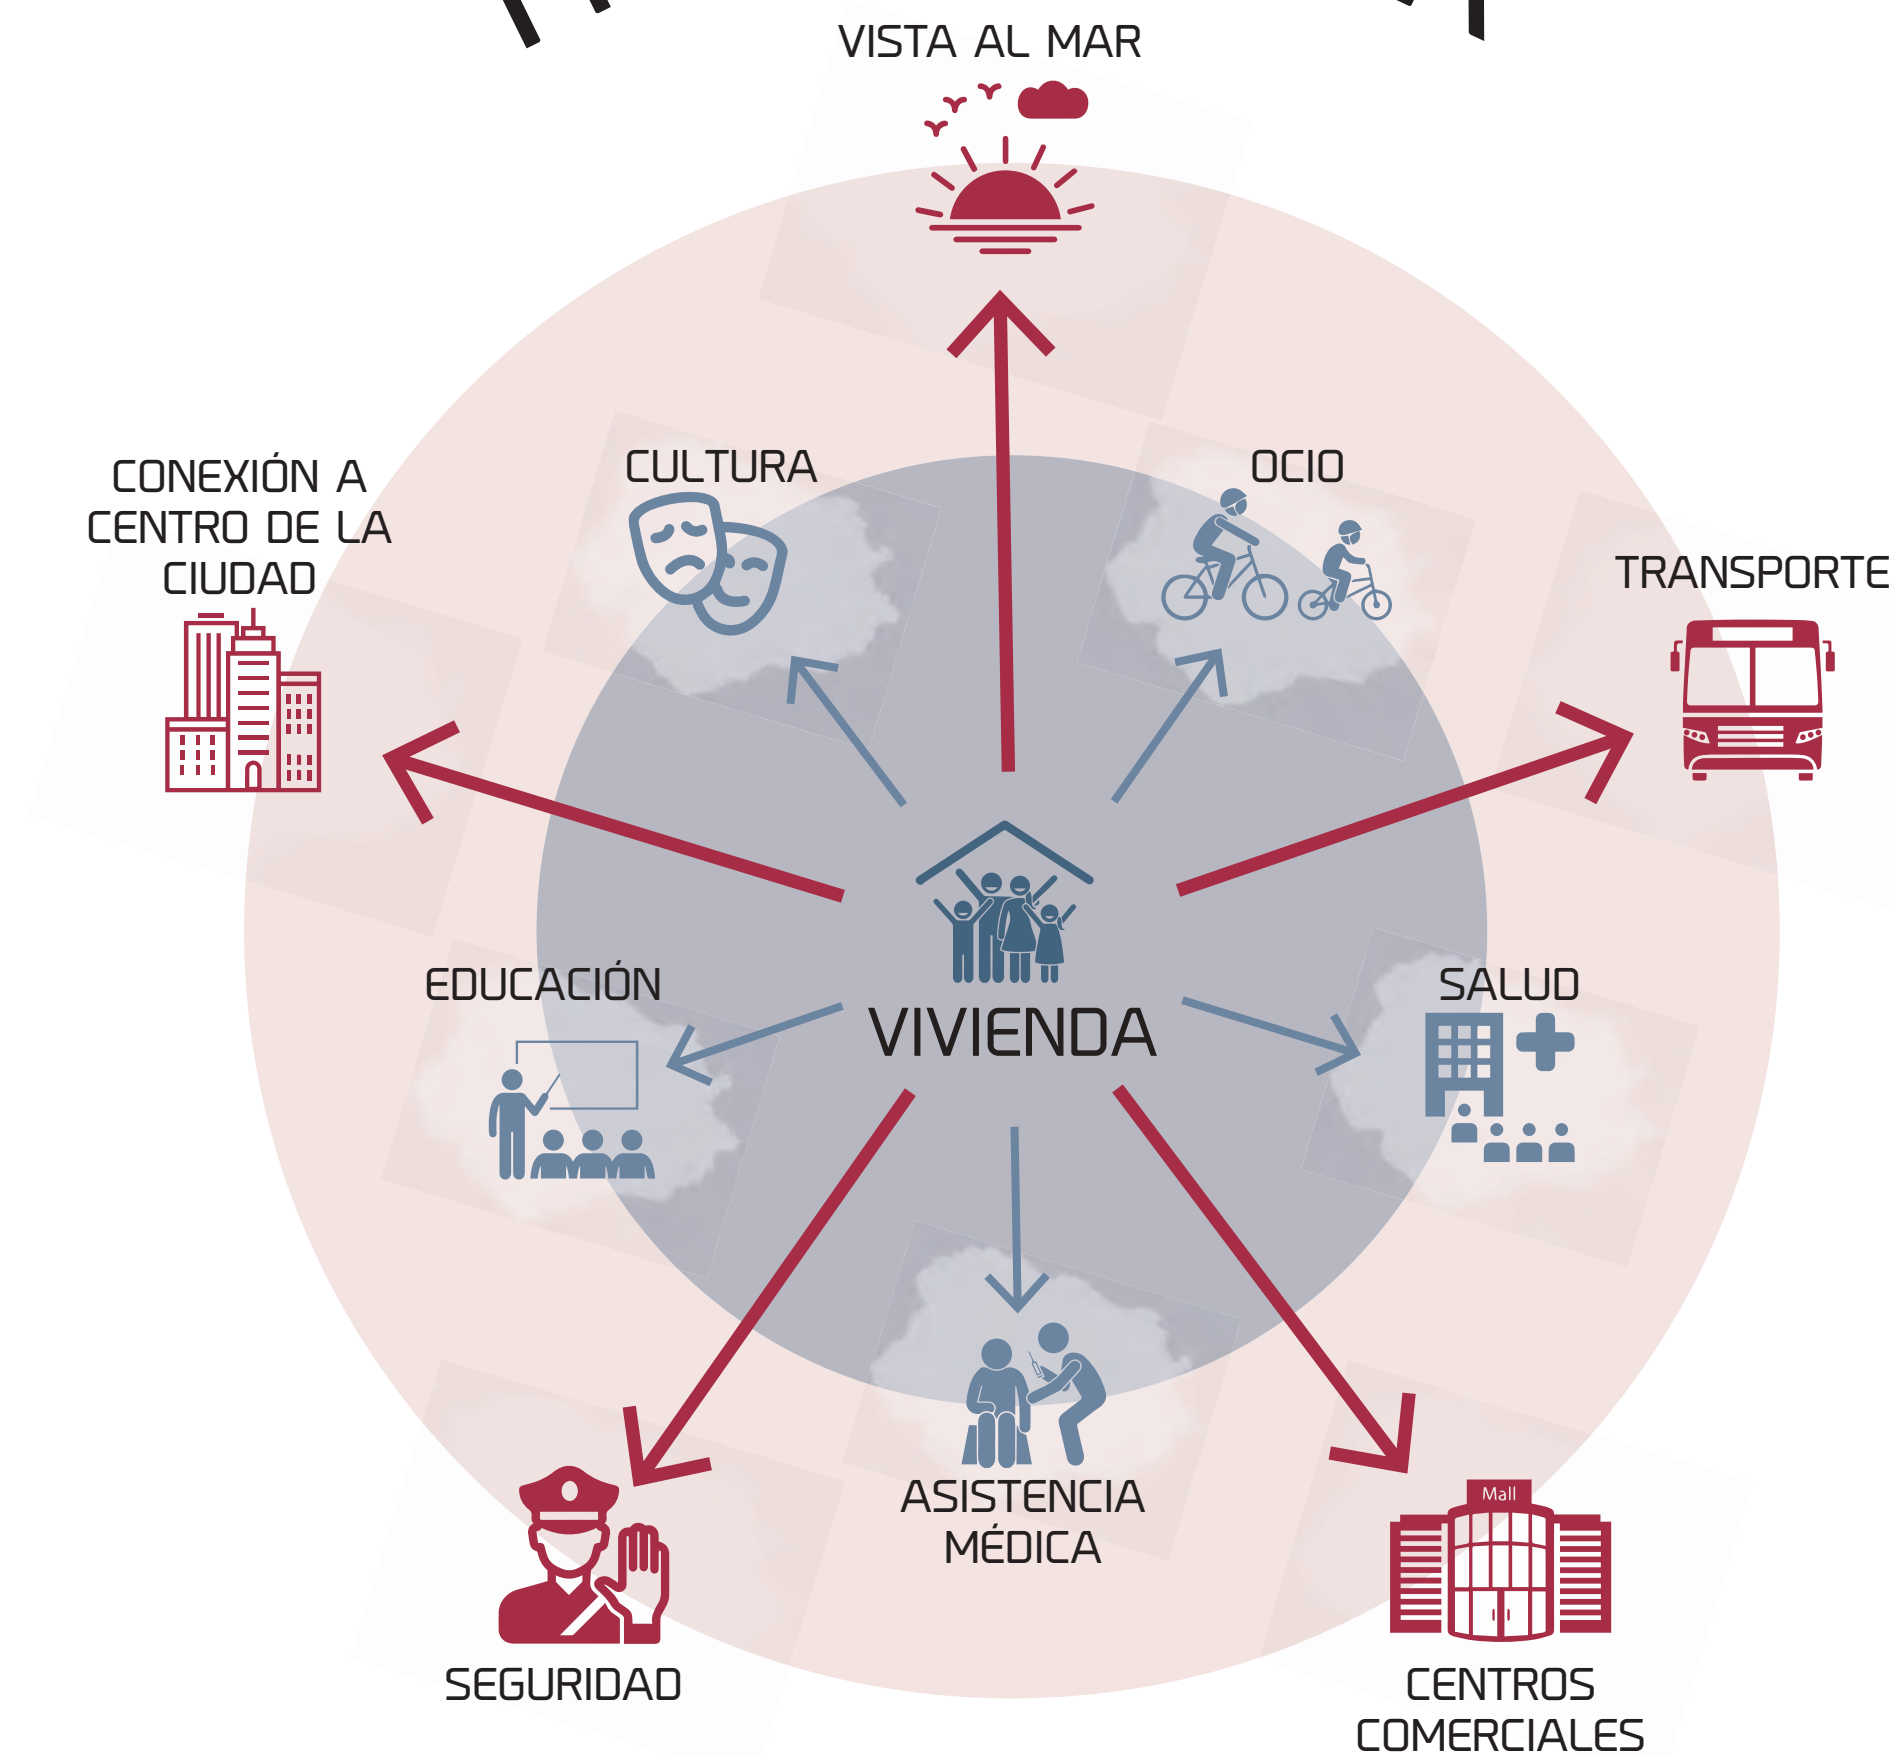 VISTA AL MAR
CULTURA
OCIO
CONEXIÓN A
CENTRO DE LA
CIUDAD
TRANSPORTE
EDUCACIÓN
SALUD
VIVIENDA
ASISTENCIA
MÉDICA
Mall
SEGURIDAD
CENTROS
COMERCIALES